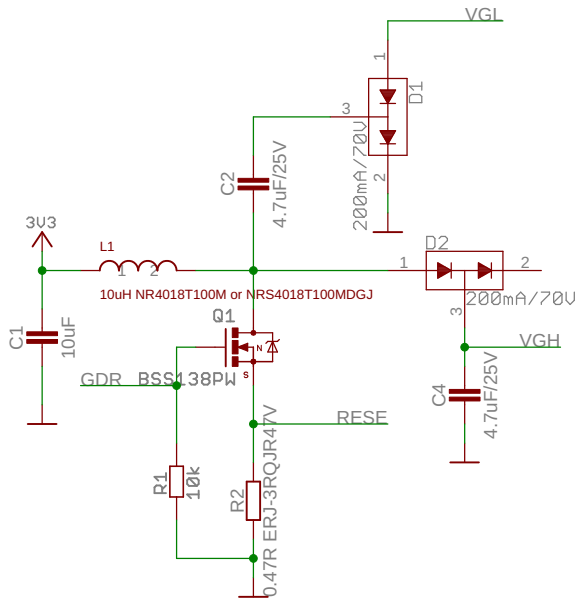 VGL
1
D1
3
200mA/70V
2
C2
4.7uF/25V
3V3
L1
1 2
10uH NR4018T100M or NRS4018T100MDGJ
D2
1
2
200mA/70V
3
VGH
C1
10uF
Q1
N
S
BSS138PW
GDR
C4
4.7uF/25V
RESE
R1
10k
R2
0.47R ERJ-3RQJR47V